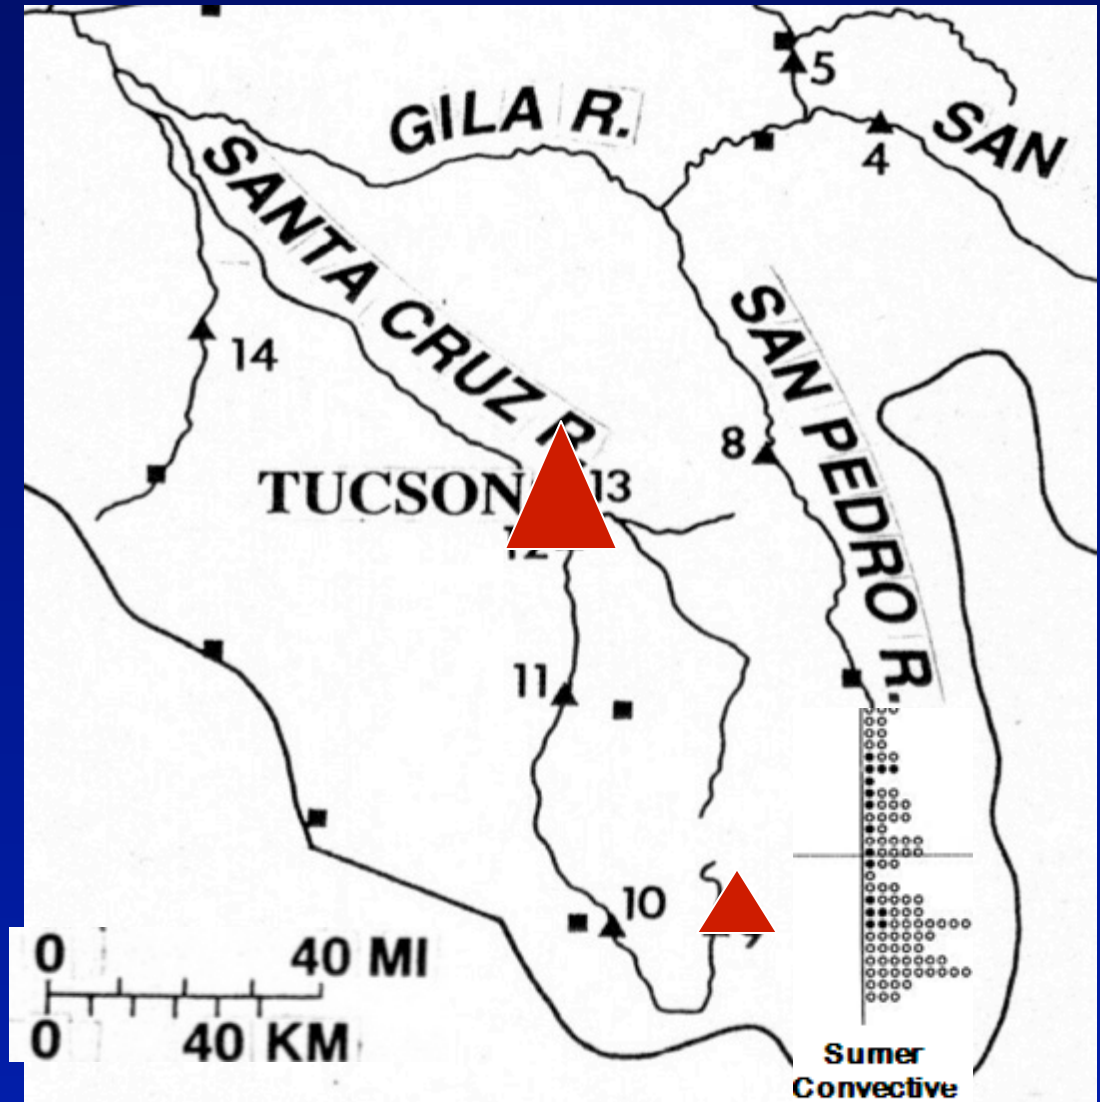 5
GILA R.
SAN
4
SANTA CRUZ R.
14
SAN PEDRO R.
8
TUCSON
13
12
11
10
9
0 40 MI
0 40 KM
Sumer
Convective